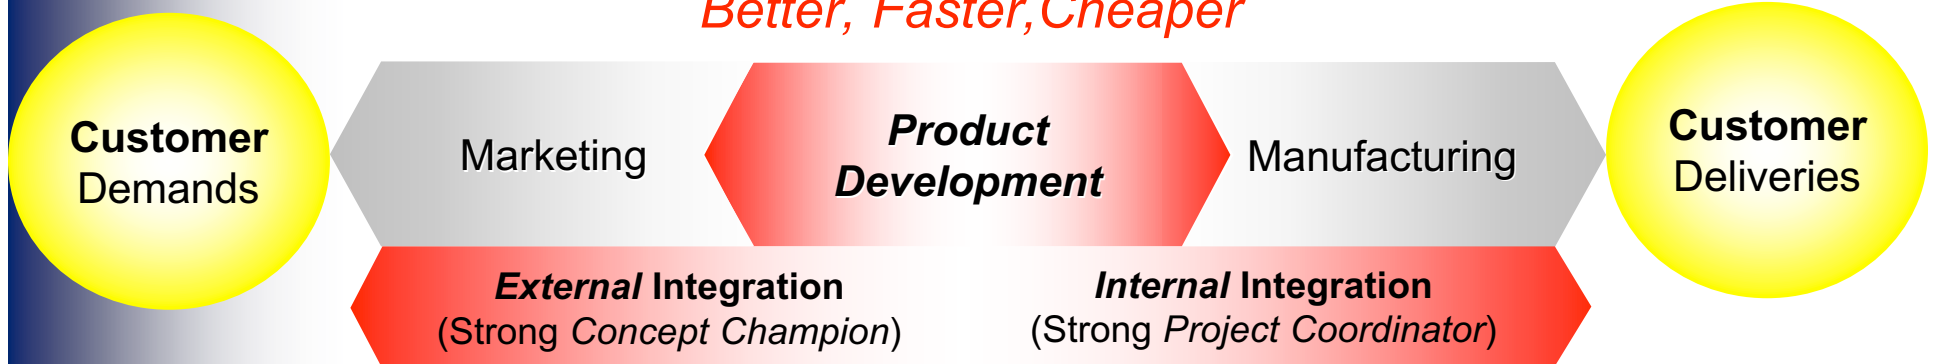 Better, Faster,Cheaper
Customer
Demands
Marketing
Product
Development
Manufacturing
Customer
Deliveries
External Integration
(Strong Concept Champion)
Internal Integration
(Strong Project Coordinator)